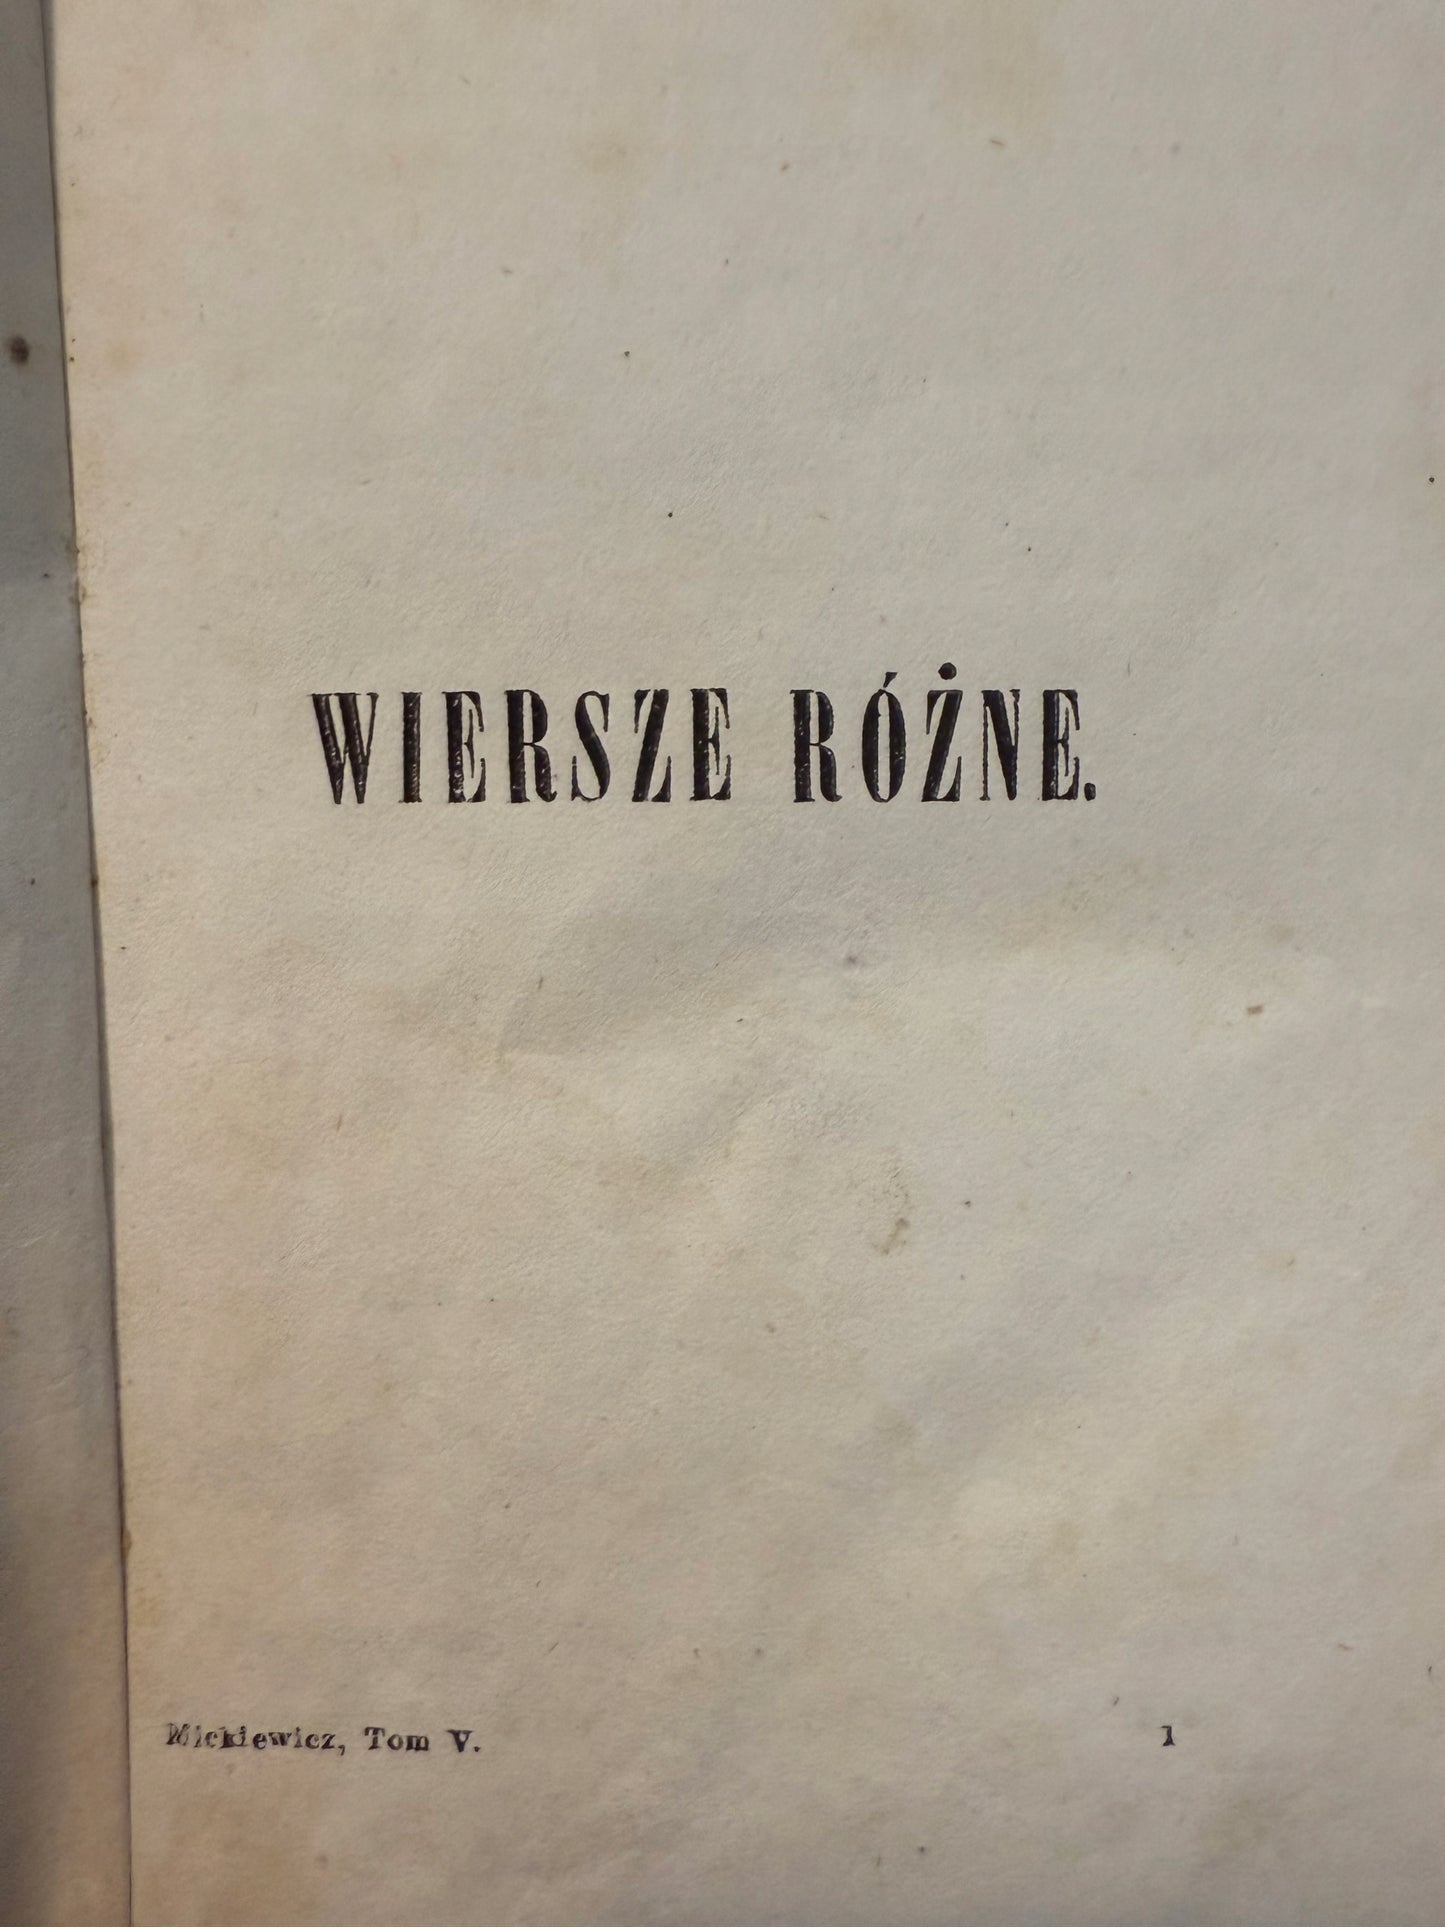 WIERSZE RÓŻNE.
Mickiewicz, Tom V. 1